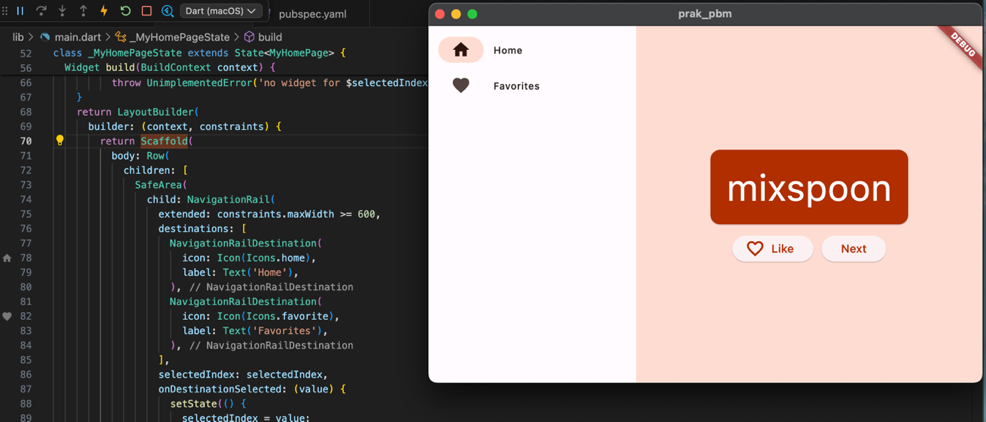 Dart (macOS)
pubspec.yaml
lib > main.dart > _MyHomePageState > build
52 class _MyHomePageState extends State<MyHomePage> {
56 Widget build(BuildContext context) {
66 throw UnimplementedError('no widget for $selectedIndex
67 }
68 return LayoutBuilder(
69 builder: (context, constraints) {
70 return Scaffold(
71 body: Row(
72 children: [
73 SafeArea(
74 child: NavigationRail(
75 extended: constraints.maxWidth >= 600,
76 destinations: [
77 NavigationRailDestination(
78 icon: Icon(Icons.home),
79 label: Text('Home'),
80 ), // NavigationRailDestination
81 NavigationRailDestination(
82 icon: Icon(Icons.favorite),
83 label: Text('Favorites'),
84 ), // NavigationRailDestination
85 ],
86 selectedIndex: selectedIndex,
87 onDestinationSelected: (value) {
88 setState(() {
89 selectedIndex = value;
prak_pbm
DEBUG
Home
Favorites
mixspoon
Like
Next